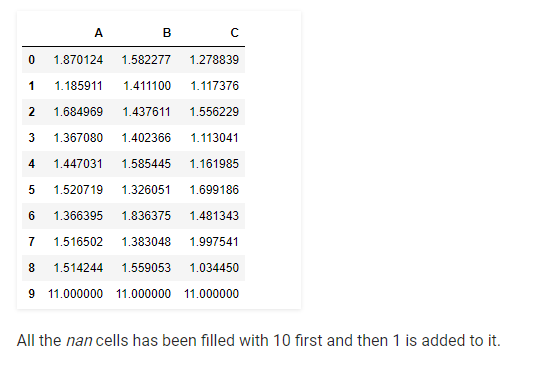 A B C
0 1.870124 1.582277 1.278839
1 1.185911 1.411100 1.117376
2 1.684969 1.437611 1.556229
3 1.367080 1.402366 1.113041
4 1.447031 1.585445 1.161985
5 1.520719 1.326051 1.699186
6 1.366395 1.836375 1.481343
7 1.516502 1.383048 1.997541
8 1.514244 1.559053 1.034450
9 11.000000 11.000000 11.000000
All the nan cells has been filled with 10 first and then 1 is added to it.